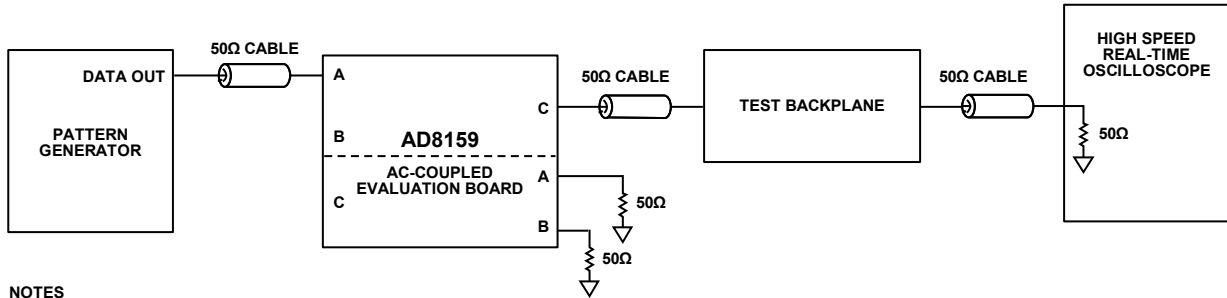 50Ω CABLE
DATA OUT
PATTERN
GENERATOR
A
B
C
AD8159
AC-COUPLED
EVALUATION BOARD
C
A
B
50Ω
50Ω
50Ω CABLE
TEST BACKPLANE
50Ω CABLE
HIGH SPEED
REAL-TIME
OSCILLOSCOPE
50Ω
NOTES